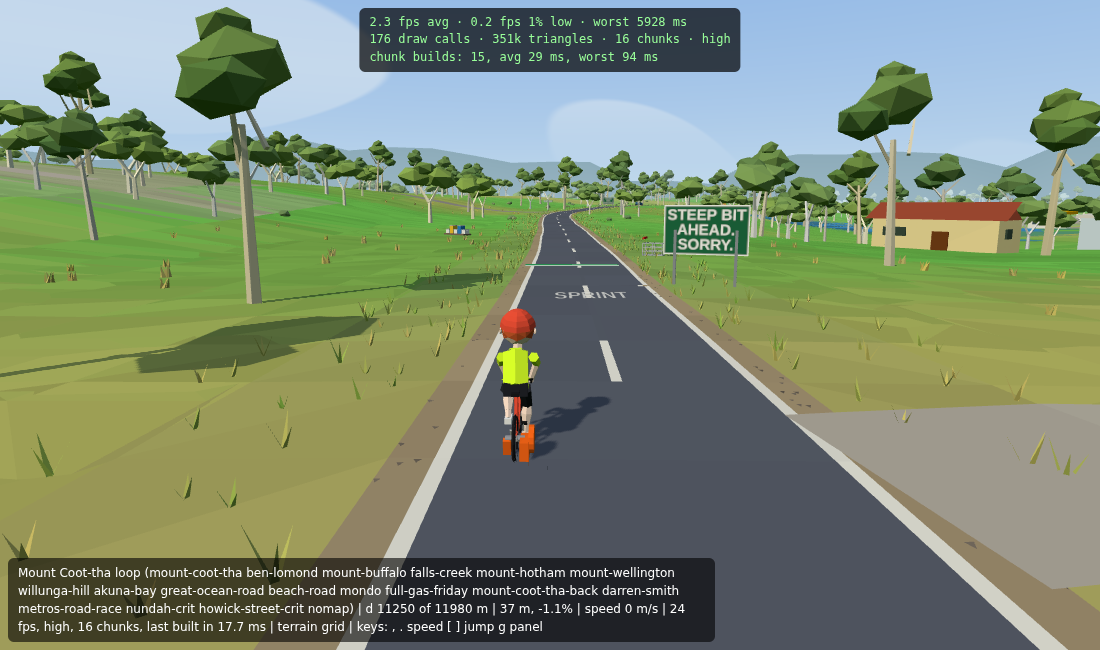 2.3 fps avg · 0.2 fps 1% low · worst 5928 ms
176 draw calls · 351k triangles · 16 chunks · high
chunk builds: 15, avg 29 ms, worst 94 ms
STEEP BIT
AHEAD.
SORRY.
SPRINT
Mount Coot-tha loop (mount-coot-tha ben-lomond mount-buffalo falls-creek mount-hotham mount-wellington
willunga-hill akuna-bay great-ocean-road beach-road mondo full-gas-friday mount-coot-tha-back darren-smith
metros-road-race nundah-crit howick-street-crit nomap) | d 11250 of 11980 m | 37 m, -1.1% | speed 0 m/s | 24
fps, high, 16 chunks, last built in 17.7 ms | terrain grid | keys: , . speed [ ] jump g panel